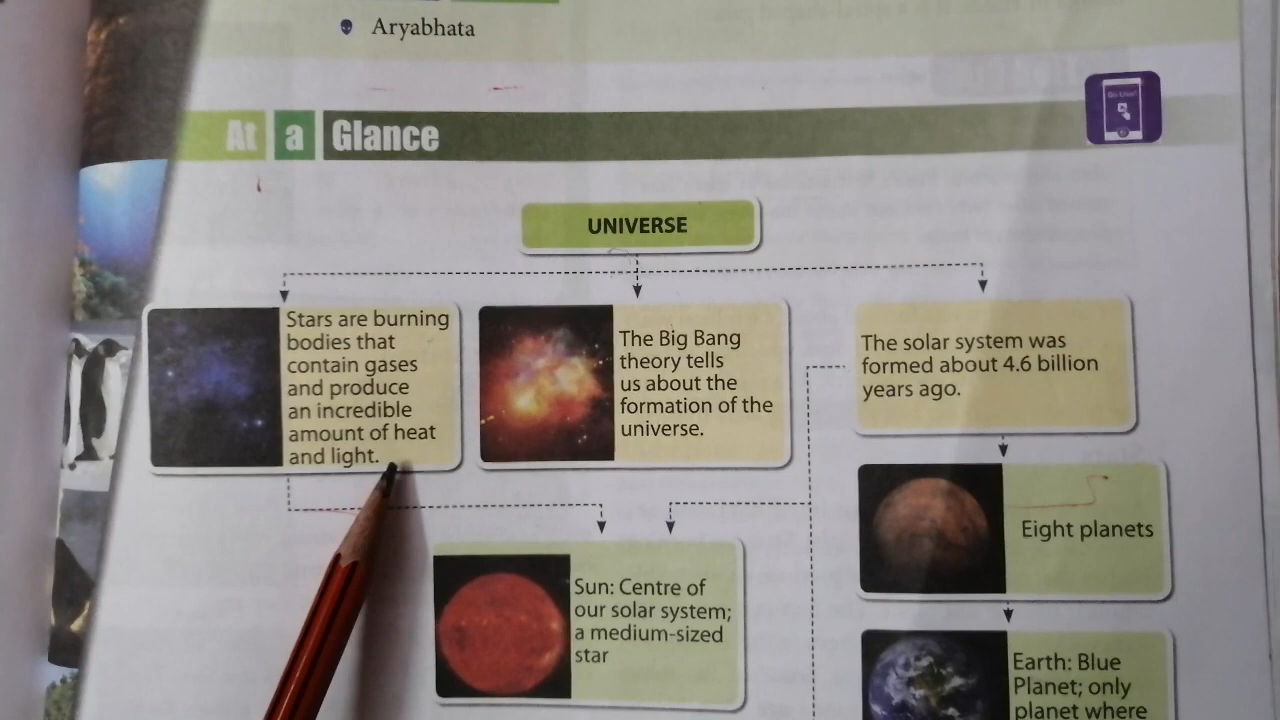 Aryabhata
At a Glance
Go Live!
UNIVERSE
Stars are burning
bodies that
contain gases
and produce
an incredible
amount of heat
and light.
The Big Bang
theory tells
us about the
formation of the
universe.
The solar system was
formed about 4.6 billion
years ago.
Eight planets
Sun: Centre of
our solar system;
a medium-sized
star
Earth: Blue
Planet; only
planet where